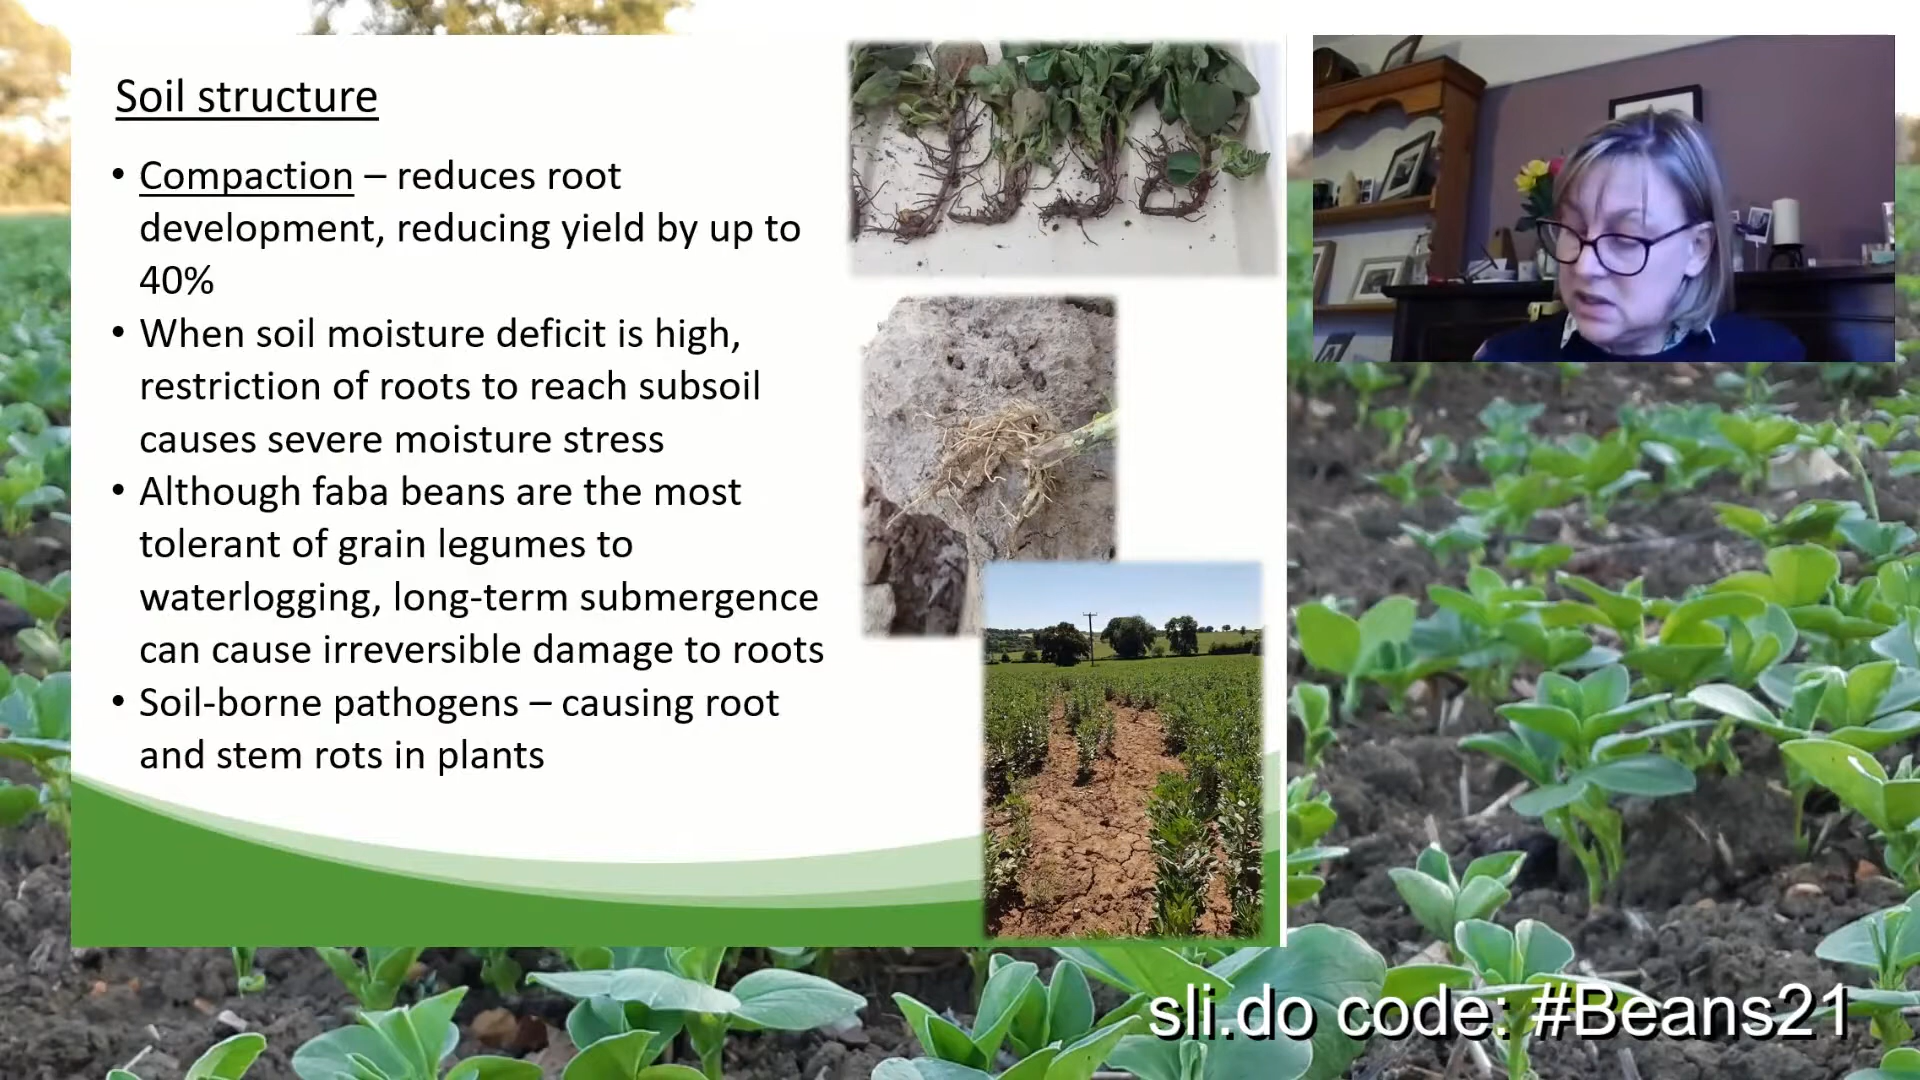 Soil structure
• Compaction – reduces root
development, reducing yield by up to
40%
• When soil moisture deficit is high,
restriction of roots to reach subsoil
causes severe moisture stress
• Although faba beans are the most
tolerant of grain legumes to
waterlogging, long-term submergence
can cause irreversible damage to roots
• Soil-borne pathogens – causing root
and stem rots in plants
sli.do code: #Beans21